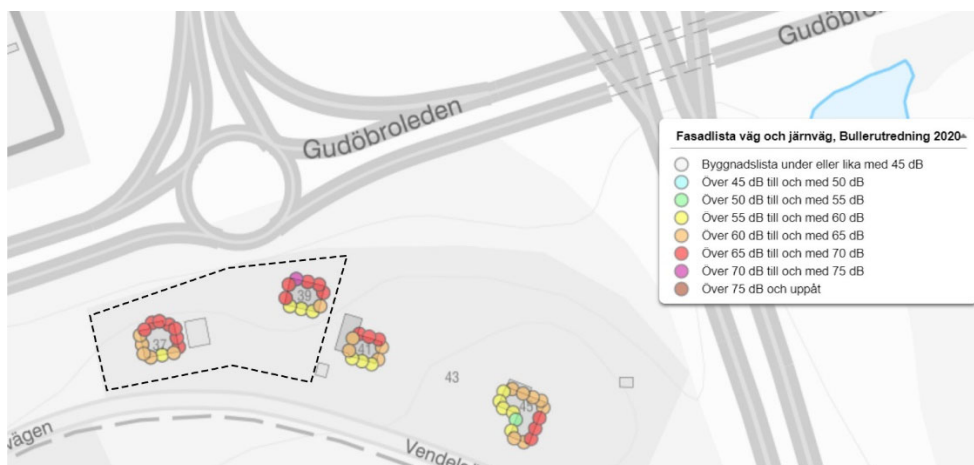 Gudöbroleden
Gudöbrole
Fasadlista väg och järnväg, Bullerutredning 2020
Byggnadslista under eller lika med 45 dB
Över 45 dB till och med 50 dB
Över 50 dB till och med 55 dB
Över 55 dB till och med 60 dB
Över 60 dB till och med 65 dB
Över 65 dB till och med 70 dB
Över 70 dB till och med 75 dB
Över 75 dB och uppåt
39
37
41
43
45
vägen
Vendels